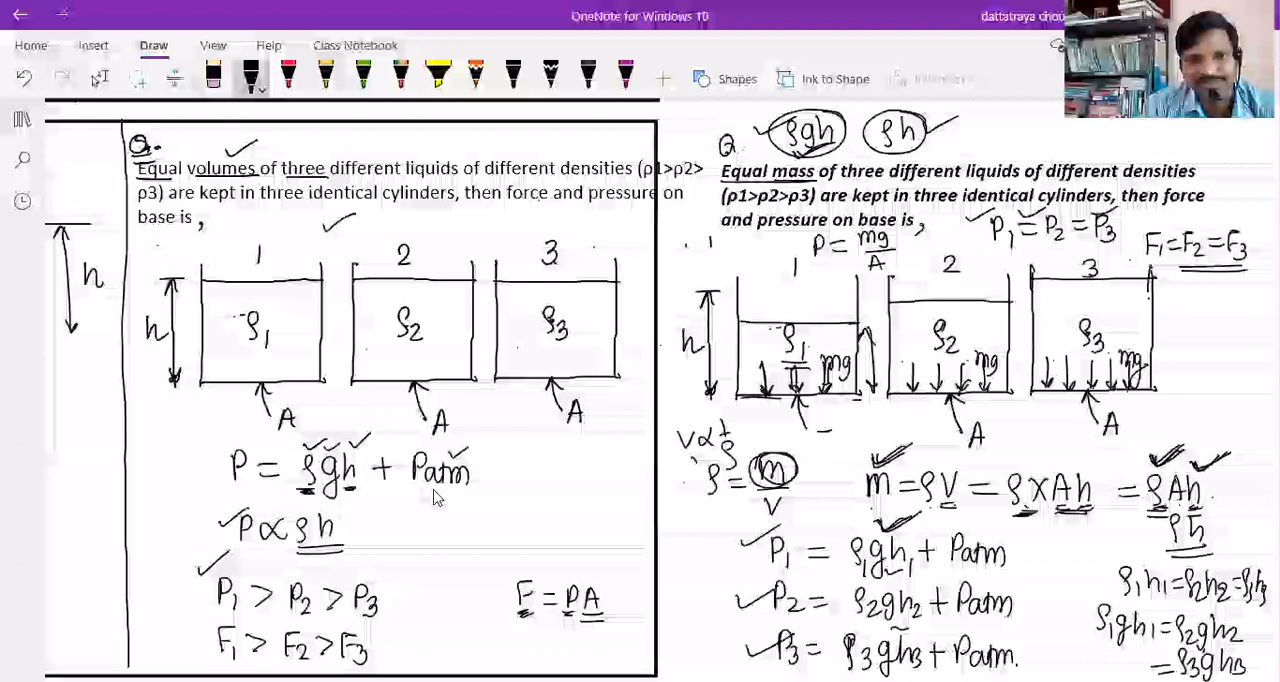 OneNote for Windows 10
dattatraya chou
Home Insert Draw View Help Class Notebook
Shapes Ink to Shape
Q.
Equal volumes of three different liquids of different densities (ρ1>ρ2>
ρ3) are kept in three identical cylinders, then force and pressure on
base is ,
h
1 2 3
h ρ1 ρ2 ρ3
A A A
P = ρgh + Patm
P ∝ ρh
P1 > P2 > P3
F1 > F2 > F3
F = PA
Q. ρgh ρh
Equal mass of three different liquids of different densities
(ρ1>ρ2>ρ3) are kept in three identical cylinders, then force
and pressure on base is ,
P1 = P2 = P3
F1 = F2 = F3
P = mg/A
1 2 3
h ρ1 ρ2 ρ3
mg mg mg
A A
V ∝ 1/ρ
ρ = m/V
m = ρV = ρ × Ah = ρAh
ρh
P1 = ρ1gh1 + Patm
P2 = ρ2gh2 + Patm
P3 = ρ3gh3 + Patm.
ρ1h1 = ρ2h2 = ρ3h3
ρ1gh1 = ρ2gh2
= ρ3gh3